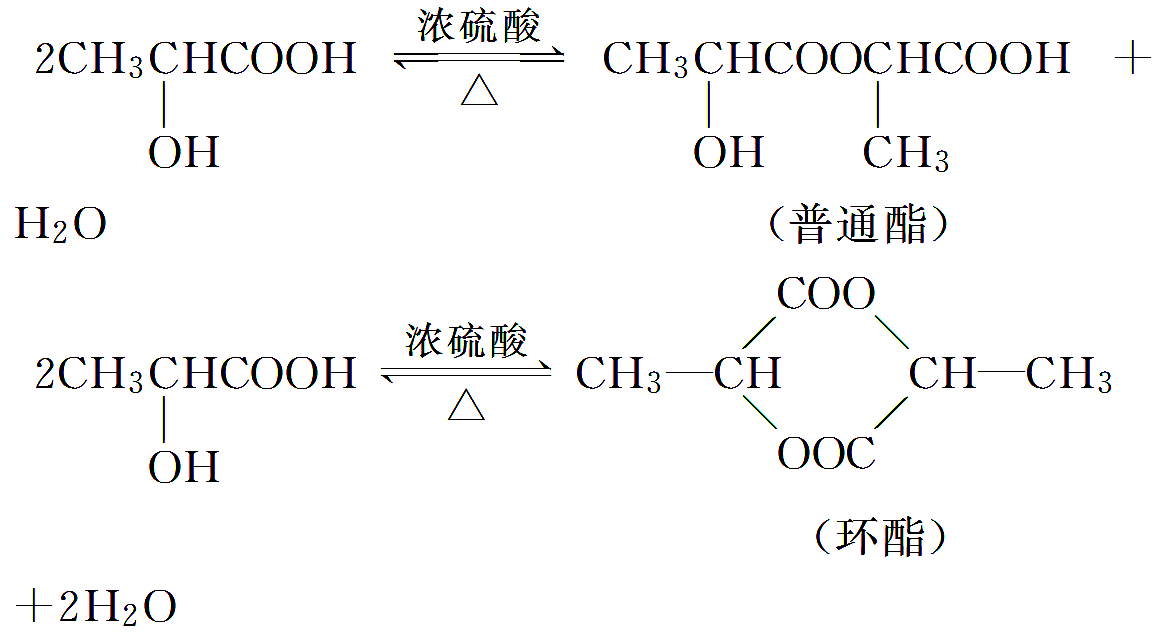 浓硫酸
2CH₃CHCOOH ⇌ CH₃CHCOOCHCOOH +
△
OH OH CH₃
H₂O (普通酯)
COO
浓硫酸
2CH₃CHCOOH ⇌ CH₃—CH CH—CH₃
△
OH OOC
(环酯)
+2H₂O